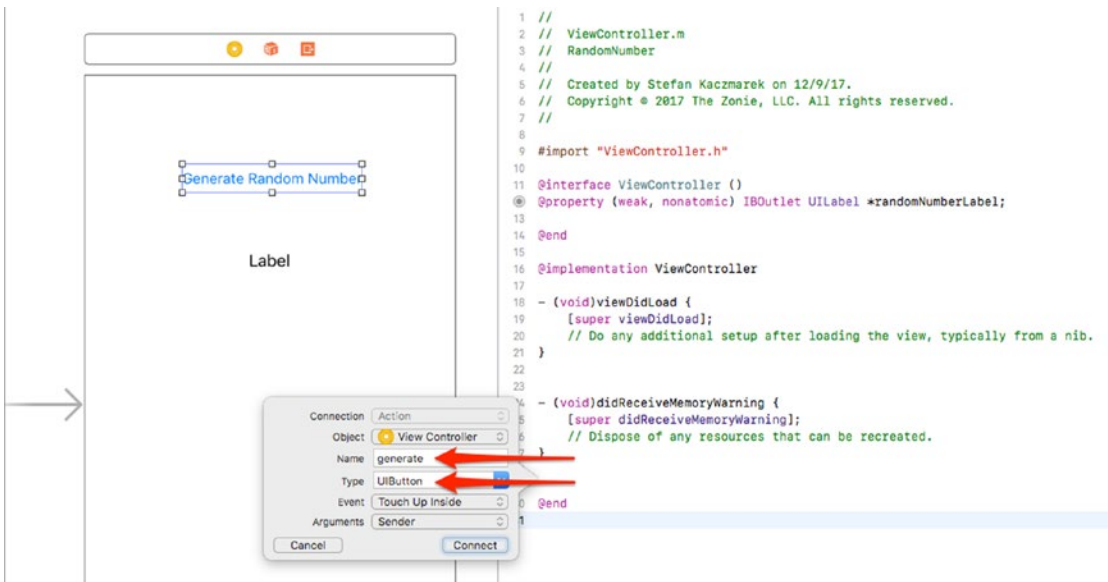 Generate Random Number
Label
1 //
2 // ViewController.m
3 // RandomNumber
4 //
5 // Created by Stefan Kaczmarek on 12/9/17.
6 // Copyright © 2017 The Zonie, LLC. All rights reserved.
7 //
8
9 #import "ViewController.h"
10
11 @interface ViewController ()
@property (weak, nonatomic) IBOutlet UILabel *randomNumberLabel;
13
14 @end
15
16 @implementation ViewController
17
18 - (void)viewDidLoad {
19 [super viewDidLoad];
20 // Do any additional setup after loading the view, typically from a nib.
21 }
22
23
- (void)didReceiveMemoryWarning {
[super didReceiveMemoryWarning];
// Dispose of any resources that can be recreated.
}
@end
Connection Action
Object View Controller
Name generate
Type UIButton
Event Touch Up Inside
Arguments Sender
Cancel Connect